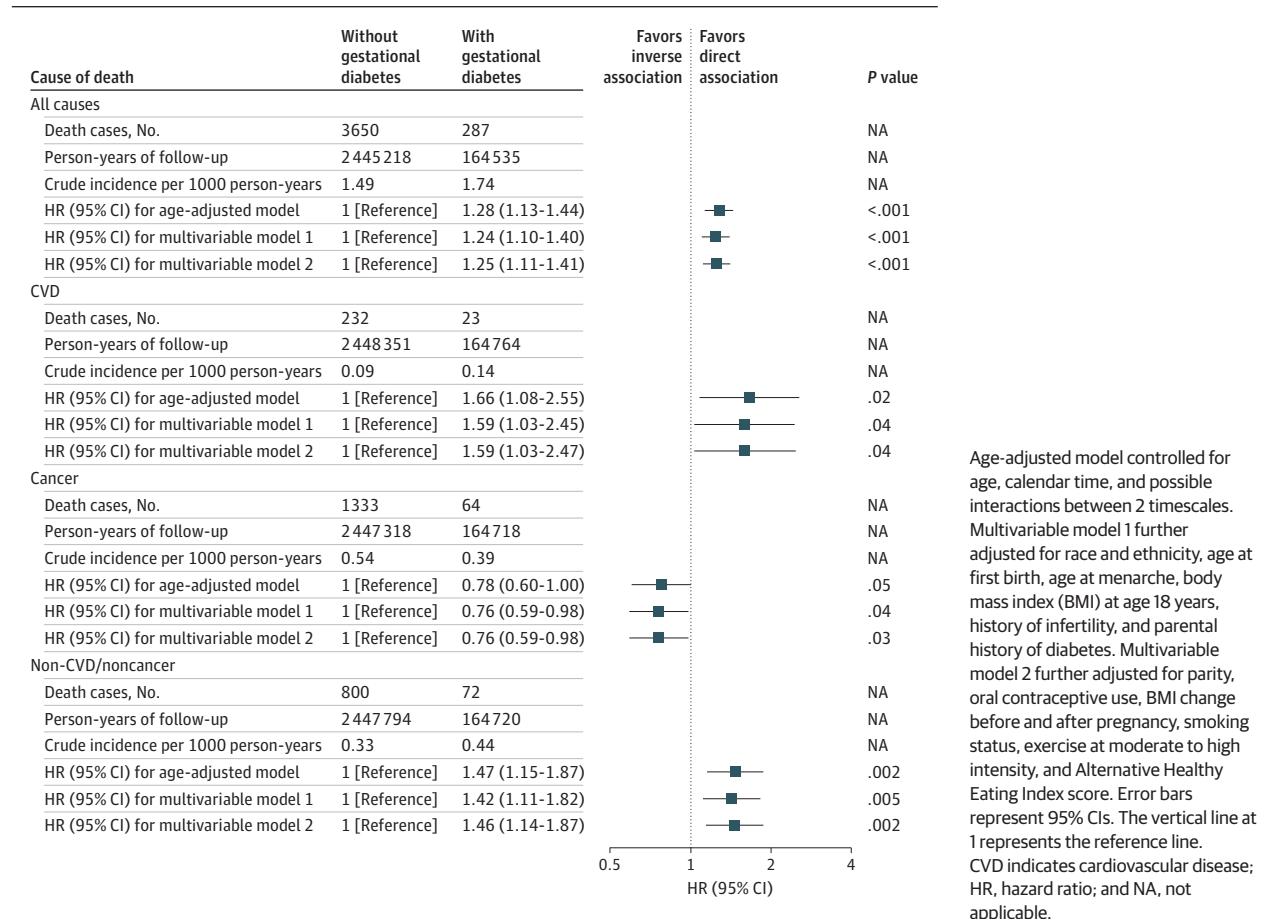 Cause of death Without gestational diabetes With gestational diabetes Favors inverse association Favors direct association P value
All causes
Death cases, No. 3650 287 NA
Person-years of follow-up 2 445 218 164 535 NA
Crude incidence per 1000 person-years 1.49 1.74 NA
HR (95% CI) for age-adjusted model 1 [Reference] 1.28 (1.13-1.44) <.001
HR (95% CI) for multivariable model 1 1 [Reference] 1.24 (1.10-1.40) <.001
HR (95% CI) for multivariable model 2 1 [Reference] 1.25 (1.11-1.41) <.001
CVD
Death cases, No. 232 23 NA
Person-years of follow-up 2 448 351 164 764 NA
Crude incidence per 1000 person-years 0.09 0.14 NA
HR (95% CI) for age-adjusted model 1 [Reference] 1.66 (1.08-2.55) .02
HR (95% CI) for multivariable model 1 1 [Reference] 1.59 (1.03-2.45) .04
HR (95% CI) for multivariable model 2 1 [Reference] 1.59 (1.03-2.47) .04
Cancer
Death cases, No. 1333 64 NA
Person-years of follow-up 2 447 318 164 718 NA
Crude incidence per 1000 person-years 0.54 0.39 NA
HR (95% CI) for age-adjusted model 1 [Reference] 0.78 (0.60-1.00) .05
HR (95% CI) for multivariable model 1 1 [Reference] 0.76 (0.59-0.98) .04
HR (95% CI) for multivariable model 2 1 [Reference] 0.76 (0.59-0.98) .03
Non-CVD/noncancer
Death cases, No. 800 72 NA
Person-years of follow-up 2 447 794 164 720 NA
Crude incidence per 1000 person-years 0.33 0.44 NA
HR (95% CI) for age-adjusted model 1 [Reference] 1.47 (1.15-1.87) .002
HR (95% CI) for multivariable model 1 1 [Reference] 1.42 (1.11-1.82) .005
HR (95% CI) for multivariable model 2 1 [Reference] 1.46 (1.14-1.87) .002
0.5 1 2 4
HR (95% CI)
Age-adjusted model controlled for
age, calendar time, and possible
interactions between 2 timescales.
Multivariable model 1 further
adjusted for race and ethnicity, age at
first birth, age at menarche, body
mass index (BMI) at age 18 years,
history of infertility, and parental
history of diabetes. Multivariable
model 2 further adjusted for parity,
oral contraceptive use, BMI change
before and after pregnancy, smoking
status, exercise at moderate to high
intensity, and Alternative Healthy
Eating Index score. Error bars
represent 95% CIs. The vertical line at
1 represents the reference line.
CVD indicates cardiovascular disease;
HR, hazard ratio; and NA, not
applicable.